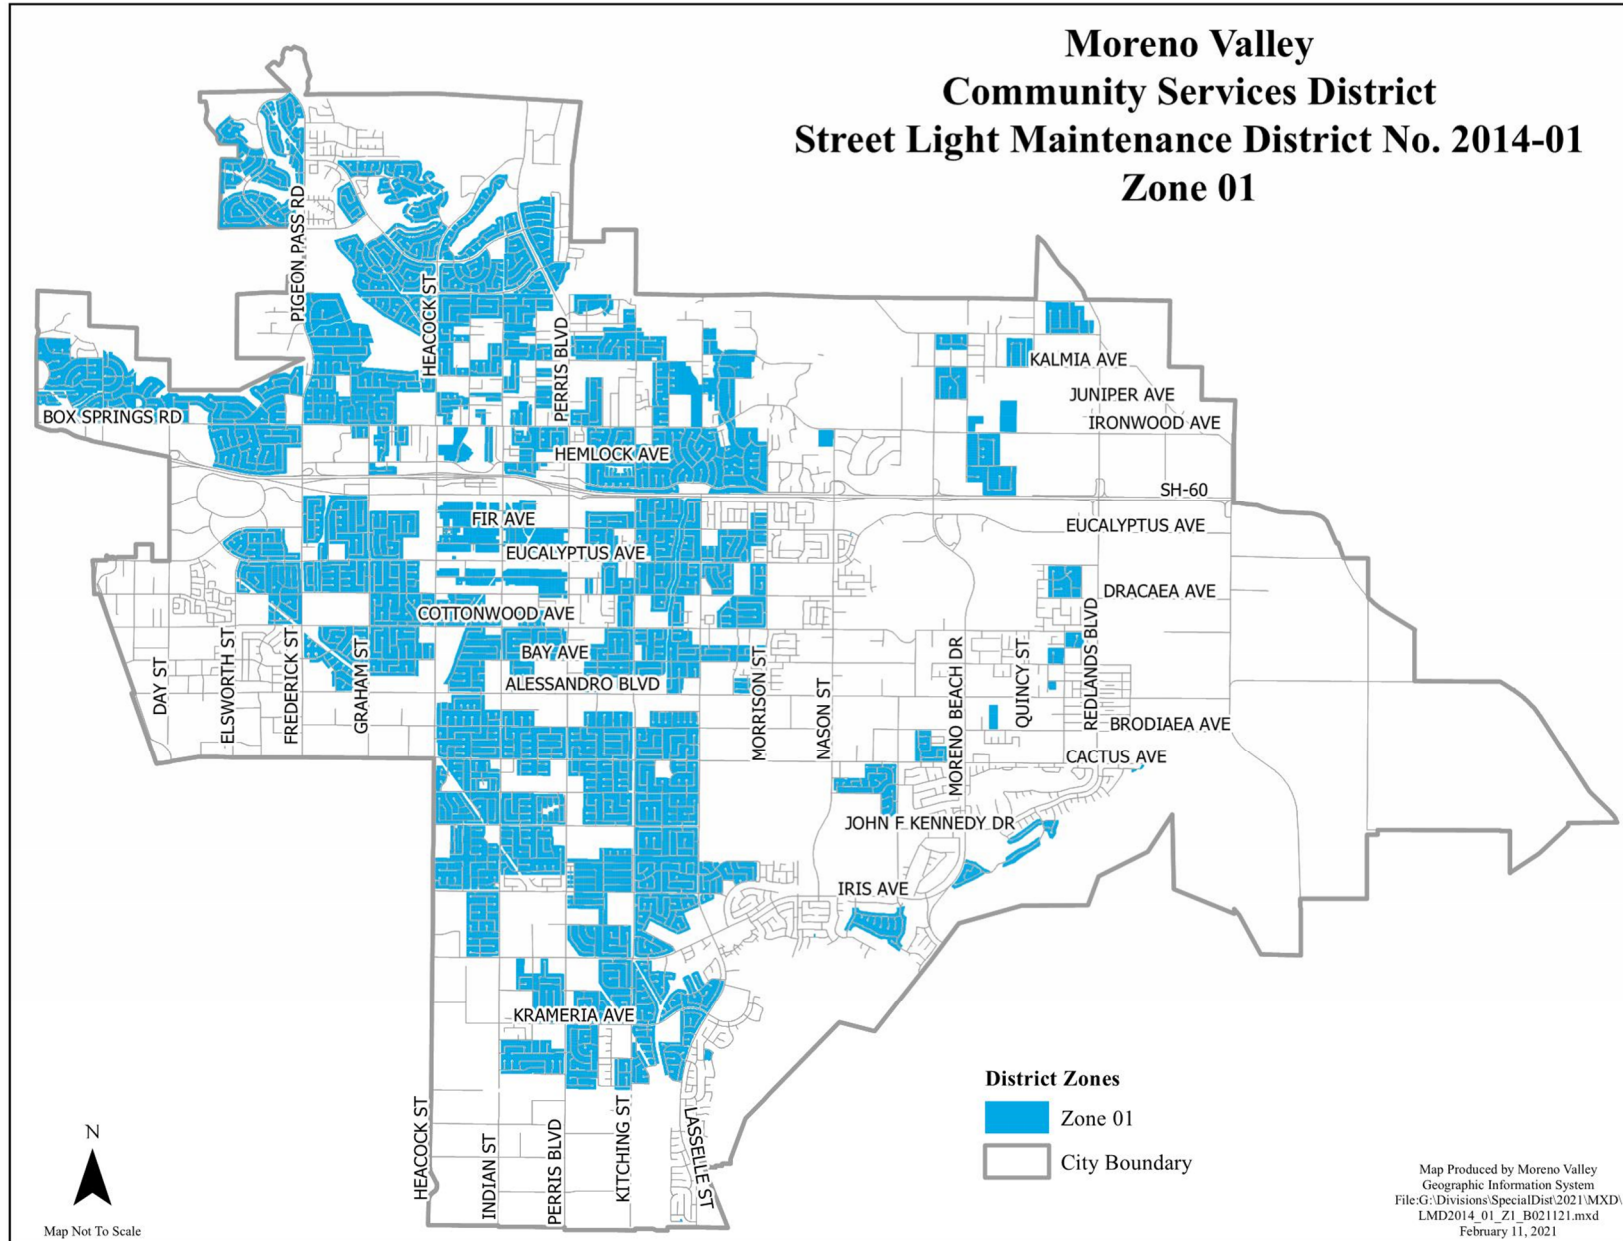 Moreno Valley
Community Services District
Street Light Maintenance District No. 2014-01
Zone 01
PIGEON PASS RD
HEACOCK ST
PERRIS BLVD
KALMIA AVE
JUNIPER AVE
IRONWOOD AVE
BOX SPRINGS RD
HEMLOCK AVE
SH-60
FIR AVE
EUCALYPTUS AVE
EUCALYPTUS AVE
DRACAEA AVE
COTTONWOOD AVE
BAY AVE
ALESSANDRO BLVD
DAY ST
ELSWORTH ST
FREDERICK ST
GRAHAM ST
MORRISON ST
NASON ST
MORENO BEACH DR
QUINCY ST
REDLANDS BLVD
BRODIAEA AVE
CACTUS AVE
JOHN F KENNEDY DR
IRIS AVE
KRAMERIA AVE
HEACOCK ST
INDIAN ST
PERRIS BLVD
KITCHING ST
LASSELLE ST
District Zones
Zone 01
City Boundary
N
Map Not To Scale
Map Produced by Moreno Valley
Geographic Information System
File:G:\Divisions\SpecialDist\2021\MXD\
LMD2014_01_Z1_B021121.mxd
February 11, 2021